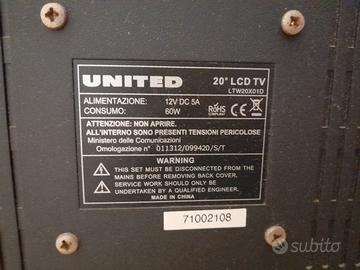 UNITED
20" LCD TV
LTW20X01D
ALIMENTAZIONE: 12V DC 5A
CONSUMO: 60W
RoHS
COMPLIANT
ATTENZIONE: NON APRIRE.
ALL'INTERNO SONO PRESENTI TENSIONI PERICOLOSE
Ministero delle Comunicazioni
Omologazione n° 011312/099420/S/T
WARNING
THIS SET MUST BE DISCONNECTED FROM THE
MAINS BEFORE REMOVING BACK COVER.
SERVICE WORK SHOULD ONLY BE
UNDERTAKEN BY A QUALIFIED ENGINEER.
MADE IN CHINA
71002108
subito